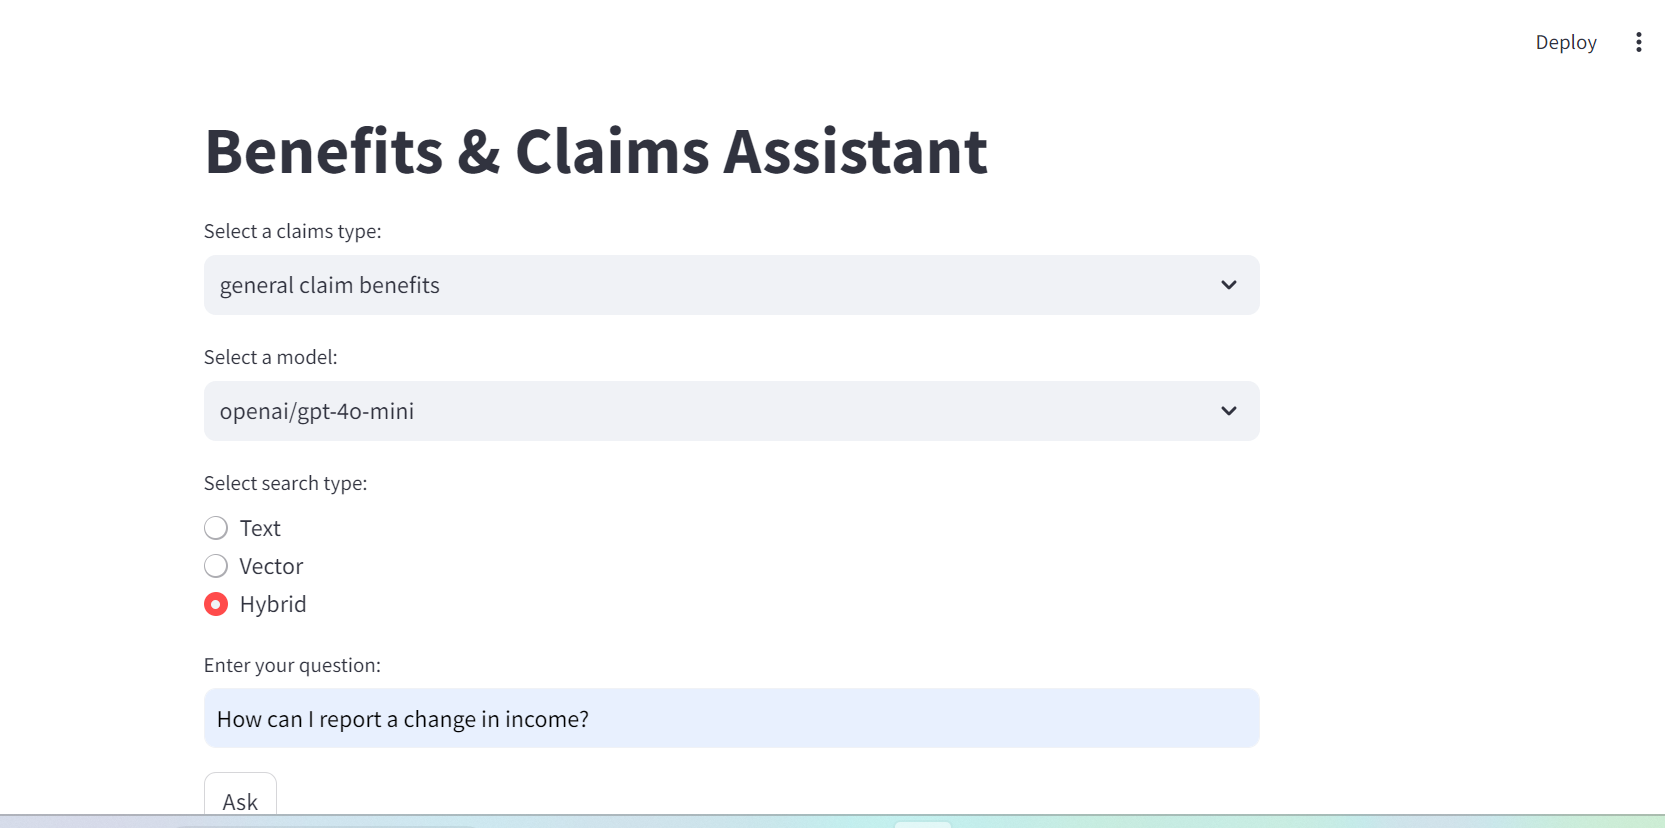 Deploy
Benefits & Claims Assistant
Select a claims type:
general claim benefits
Select a model:
openai/gpt-4o-mini
Select search type:
Text
Vector
Hybrid
Enter your question:
How can I report a change in income?
Ask